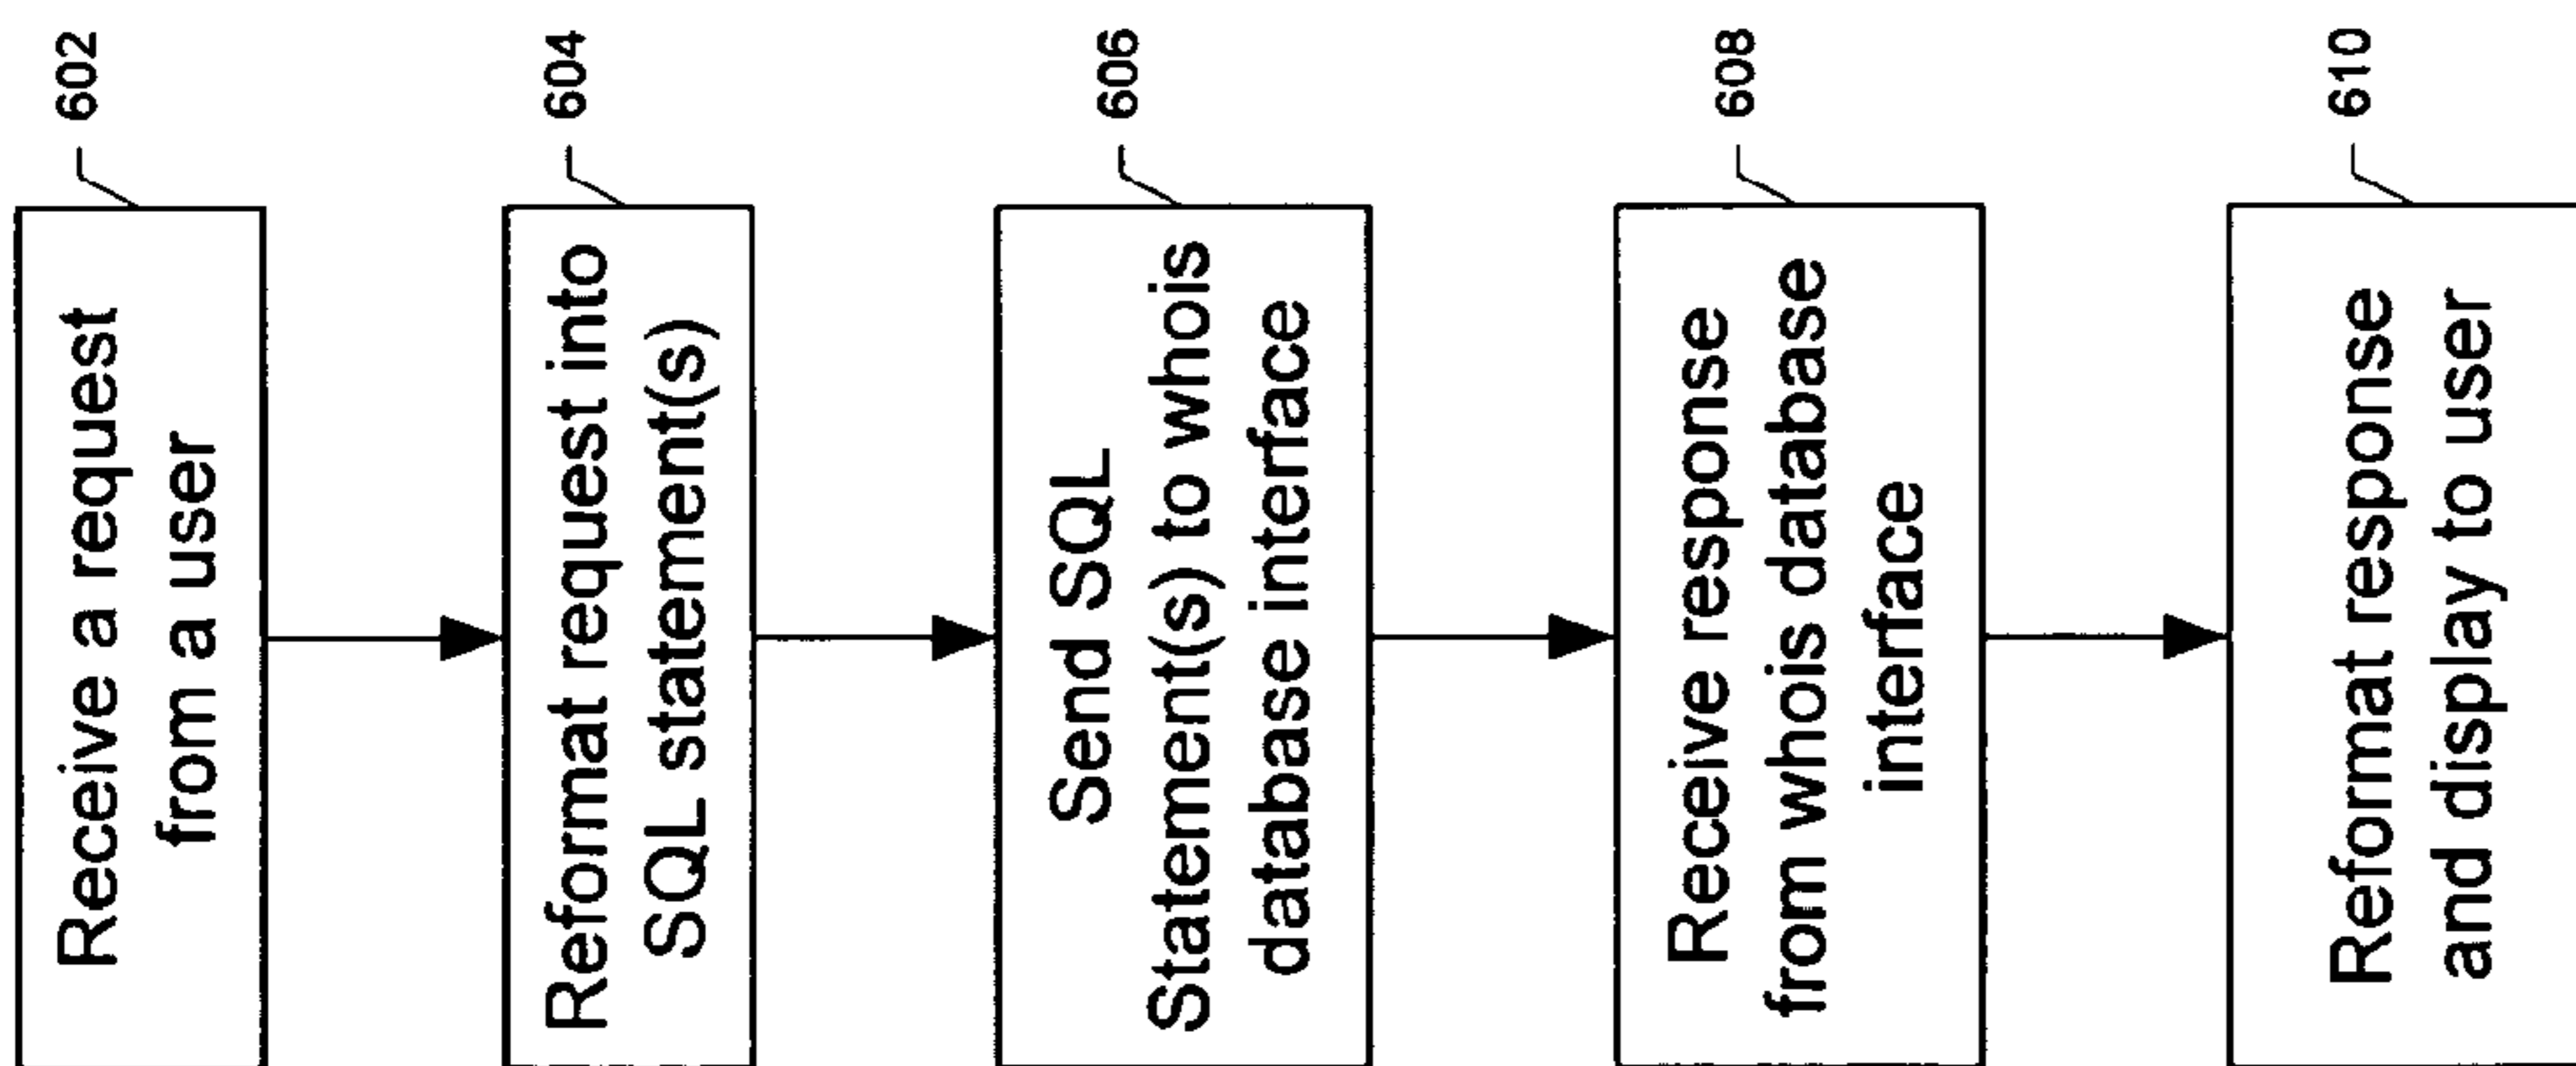 602
Receive a request
from a user
604
Reformat request into
SQL statement(s)
606
Send SQL
Statement(s) to whois
database interface
608
Receive response
from whois database
interface
610
Reformat response
and display to user